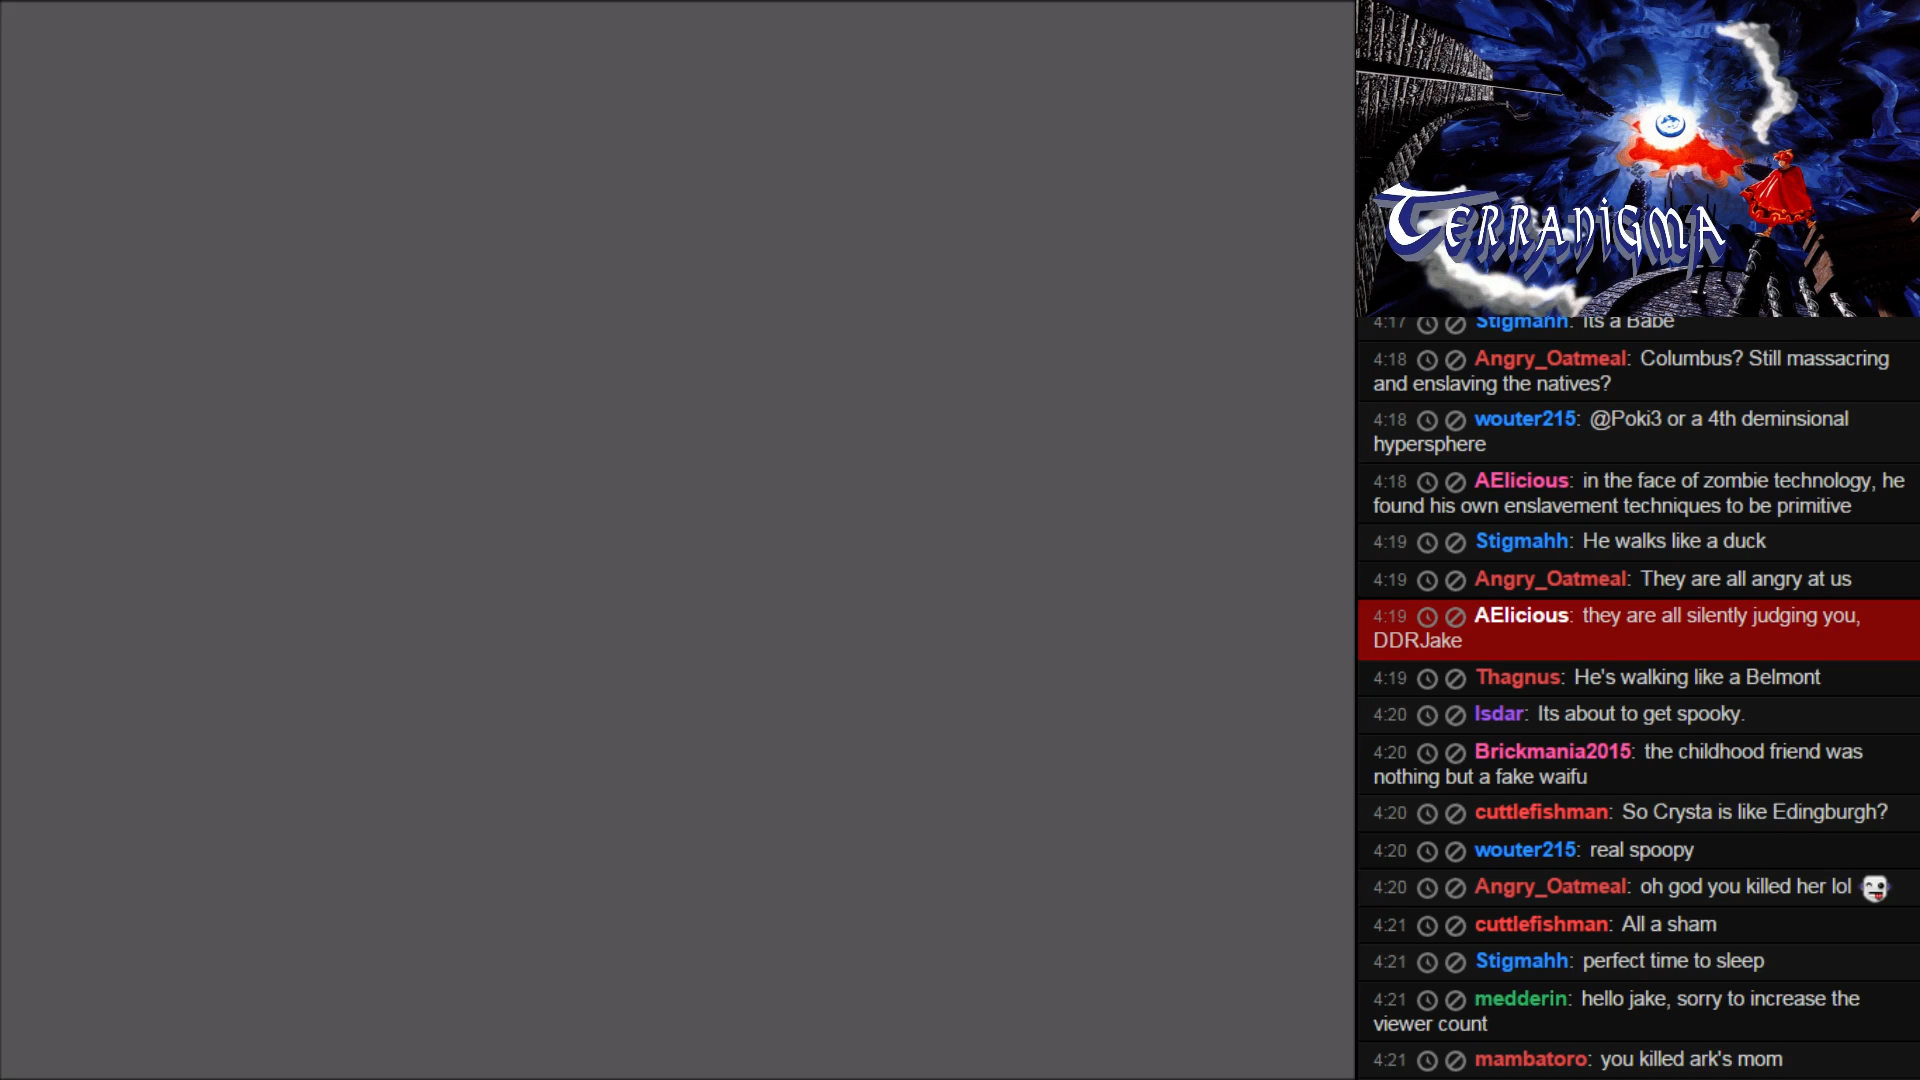 TERRANIGMA
4:17 Stigmahh: Its a Babe
4:18 Angry_Oatmeal: Columbus? Still massacring
and enslaving the natives?
4:18 wouter215: @Poki3 or a 4th deminsional
hypersphere
4:18 AElicious: in the face of zombie technology, he
found his own enslavement techniques to be primitive
4:19 Stigmahh: He walks like a duck
4:19 Angry_Oatmeal: They are all angry at us
4:19 AElicious: they are all silently judging you,
DDRJake
4:19 Thagnus: He's walking like a Belmont
4:20 Isdar: Its about to get spooky.
4:20 Brickmania2015: the childhood friend was
nothing but a fake waifu
4:20 cuttlefishman: So Crysta is like Edingburgh?
4:20 wouter215: real spoopy
4:20 Angry_Oatmeal: oh god you killed her lol
4:21 cuttlefishman: All a sham
4:21 Stigmahh: perfect time to sleep
4:21 medderin: hello jake, sorry to increase the
viewer count
4:21 mambatoro: you killed ark's mom